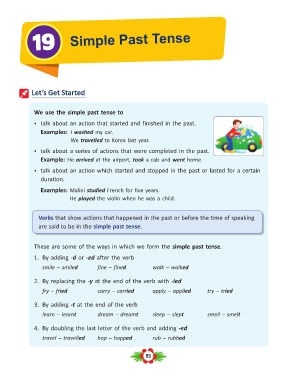 19
Simple Past Tense
Let's Get Started
We use the simple past tense to
• talk about an action that started and finished in the past.
Examples: I washed my car.
We travelled to Korea last year.
• talk about a series of actions that were completed in the past.
Example: He arrived at the airport, took a cab and went home.
• talk about an action which started and stopped in the past or lasted for a certain
duration.
Examples: Malini studied French for five years.
He played the violin when he was a child.
Verbs that show actions that happened in the past or before the time of speaking
are said to be in the simple past tense.
These are some of the ways in which we form the simple past tense.
1. By adding -d or -ed after the verb
smile – smiled fine – fined walk – walked
2. By replacing the -y at the end of the verb with -ied
fry – fried carry – carried apply – applied try – tried
3. By adding -t at the end of the verb
learn – learnt dream – dreamt sleep – slept smell – smelt
4. By doubling the last letter of the verb and adding -ed
travel – travelled hop – hopped rub – rubbed